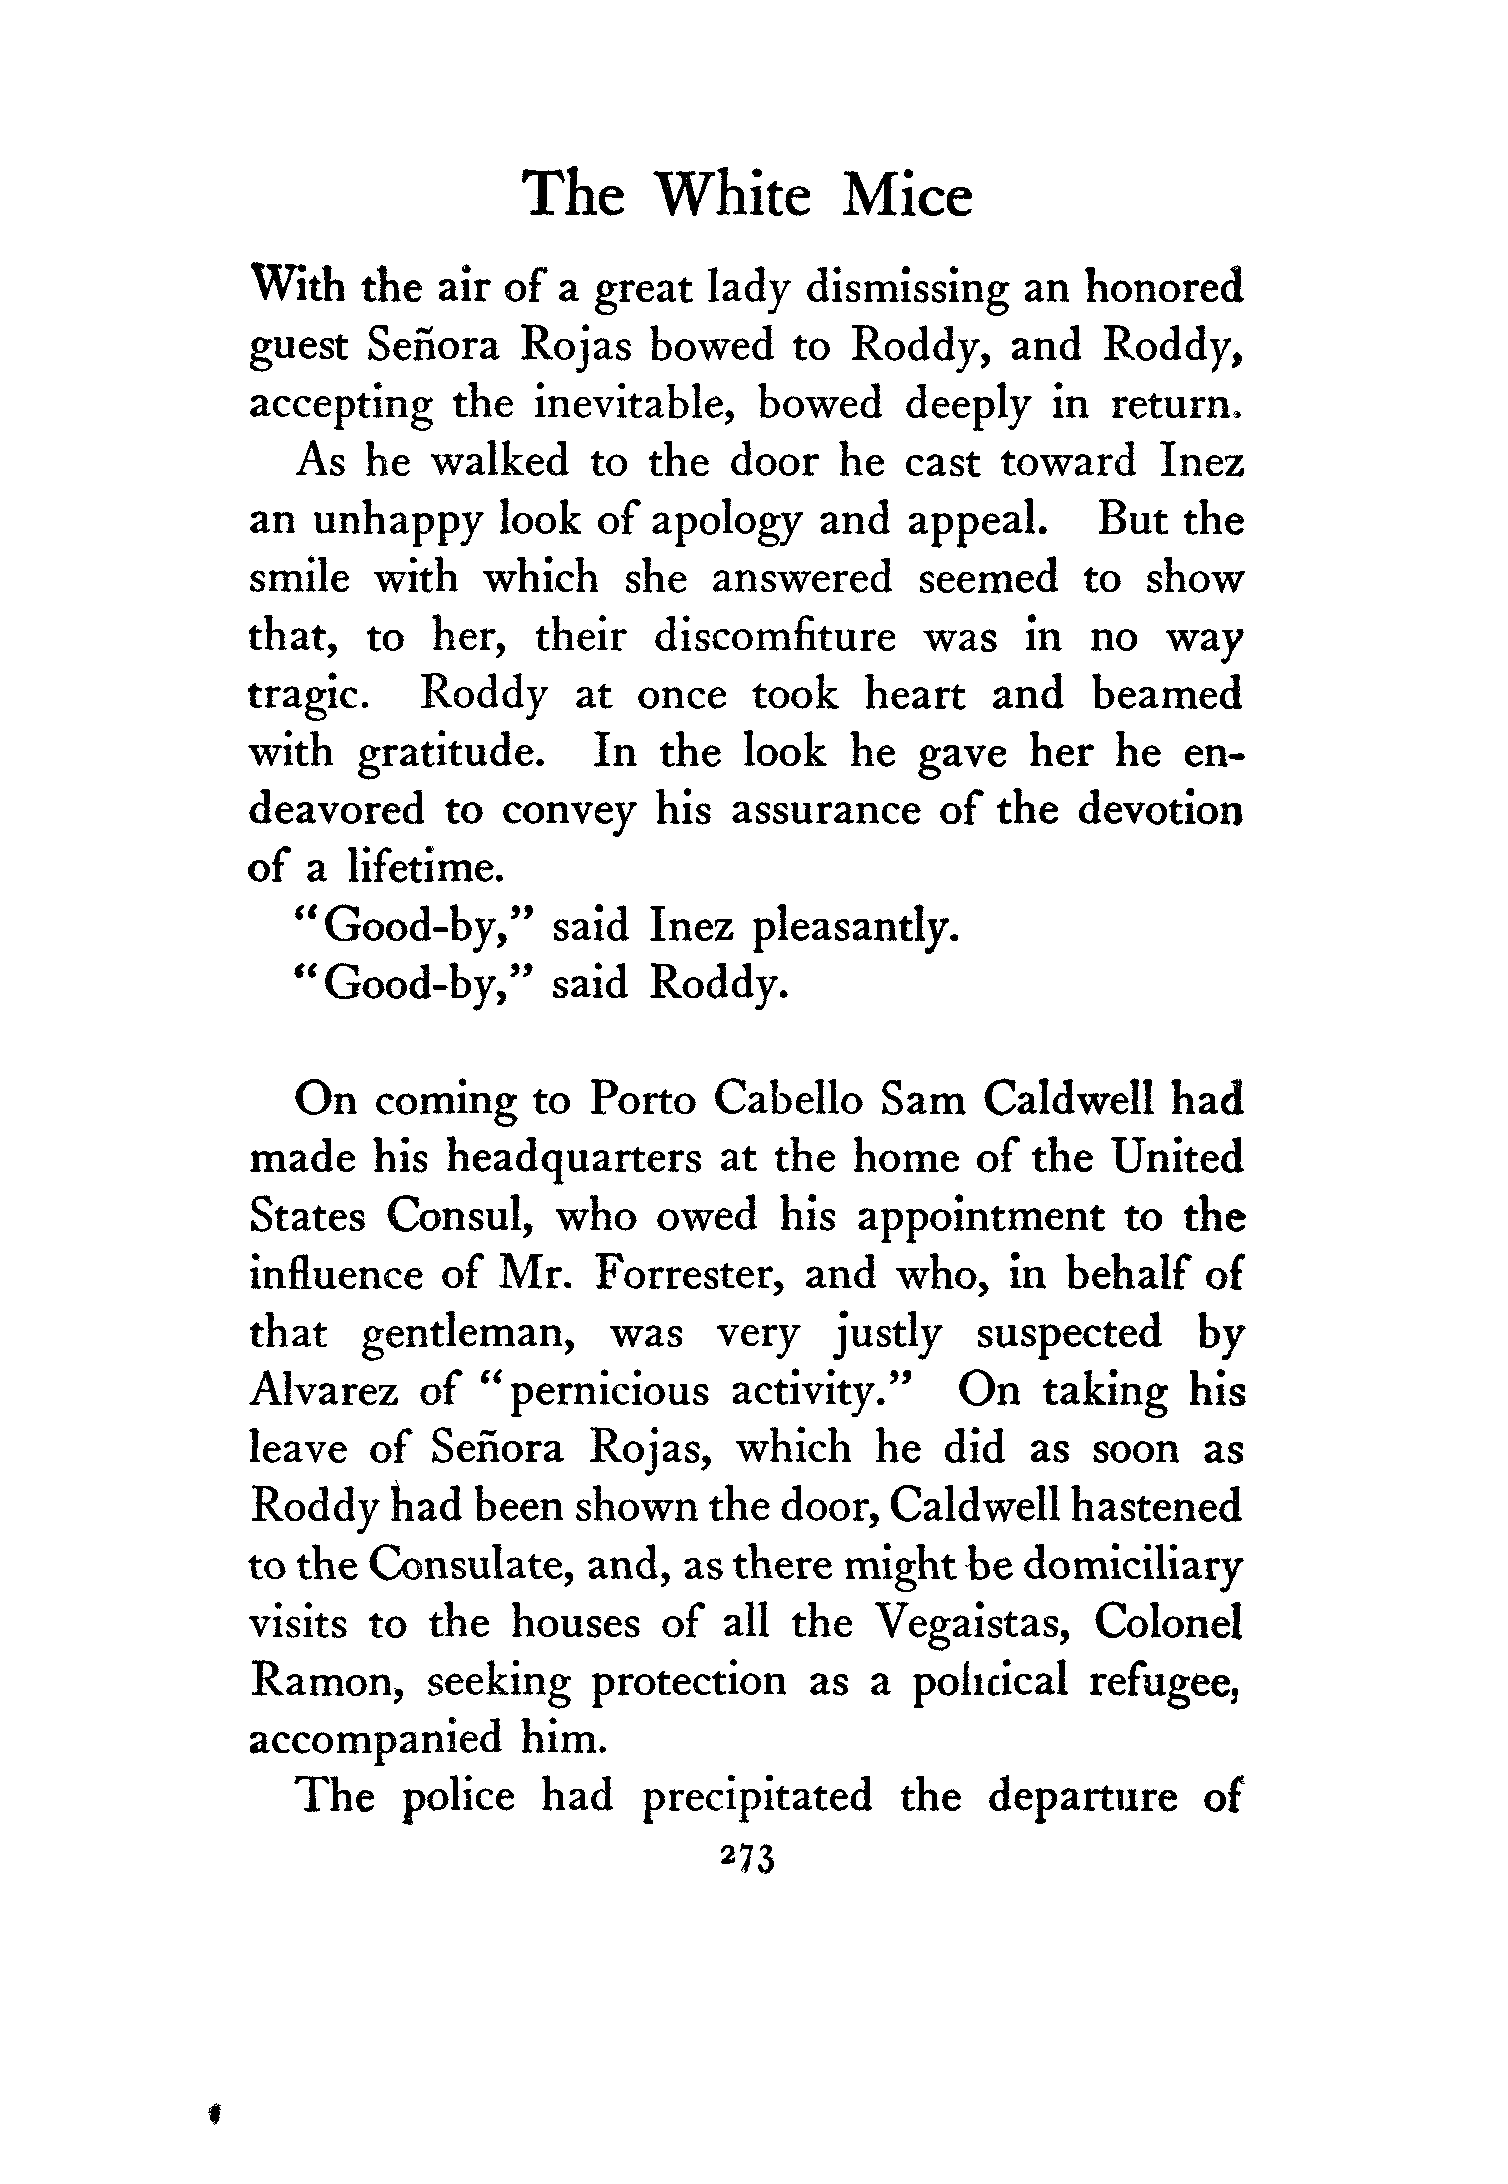 The White Mice
With the air of a great lady dismissing an honored
guest Señora Rojas bowed to Roddy, and Roddy,
accepting the inevitable, bowed deeply in return.
As he walked to the door he cast toward Inez
an unhappy look of apology and appeal. But the
smile with which she answered seemed to show
that, to her, their discomfiture was in no way
tragic. Roddy at once took heart and beamed
with gratitude. In the look he gave her he en-
deavored to convey his assurance of the devotion
of a lifetime.
“Good-by,” said Inez pleasantly.
“Good-by,” said Roddy.
On coming to Porto Cabello Sam Caldwell had
made his headquarters at the home of the United
States Consul, who owed his appointment to the
influence of Mr. Forrester, and who, in behalf of
that gentleman, was very justly suspected by
Alvarez of “pernicious activity.” On taking his
leave of Señora Rojas, which he did as soon as
Roddy had been shown the door, Caldwell hastened
to the Consulate, and, as there might be domiciliary
visits to the houses of all the Vegaistas, Colonel
Ramon, seeking protection as a political refugee,
accompanied him.
The police had precipitated the departure of
273